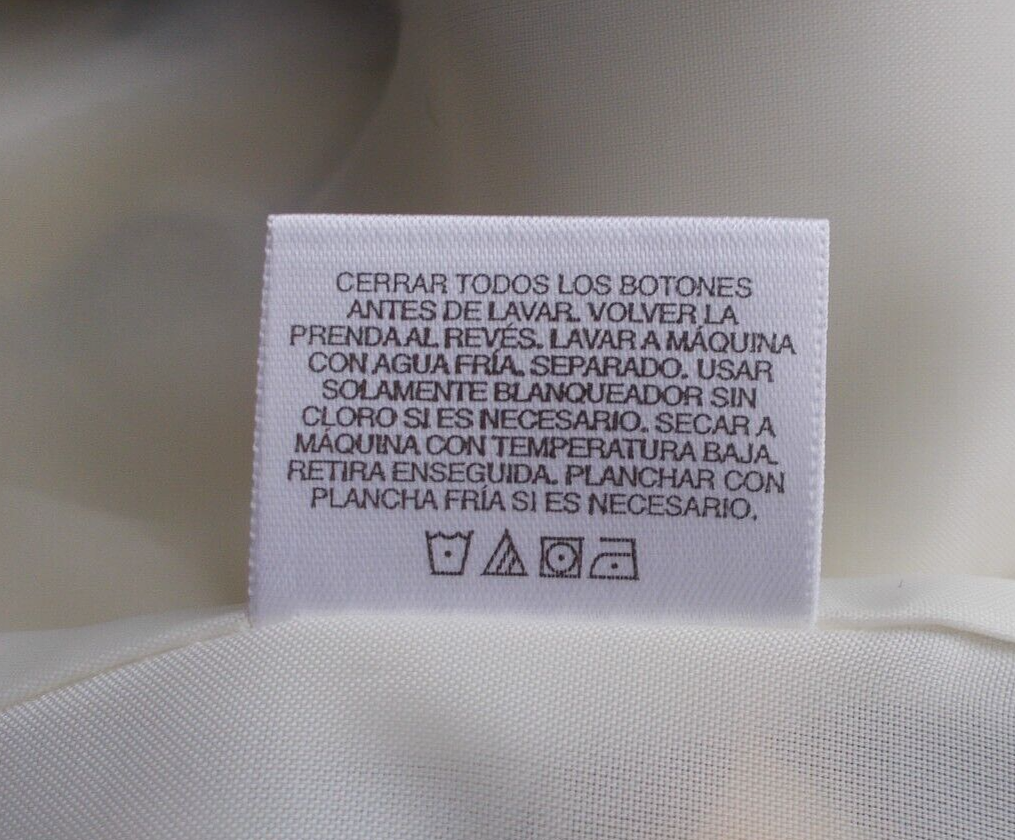 CERRAR TODOS LOS BOTONES
ANTES DE LAVAR. VOLVER LA
PRENDA AL REVÉS. LAVAR A MÁQUINA
CON AGUA FRÍA. SEPARADO. USAR
SOLAMENTE BLANQUEADOR SIN
CLORO SI ES NECESARIO. SECAR A
MÁQUINA CON TEMPERATURA BAJA.
RETIRA ENSEGUIDA. PLANCHAR CON
PLANCHA FRÍA SI ES NECESARIO.